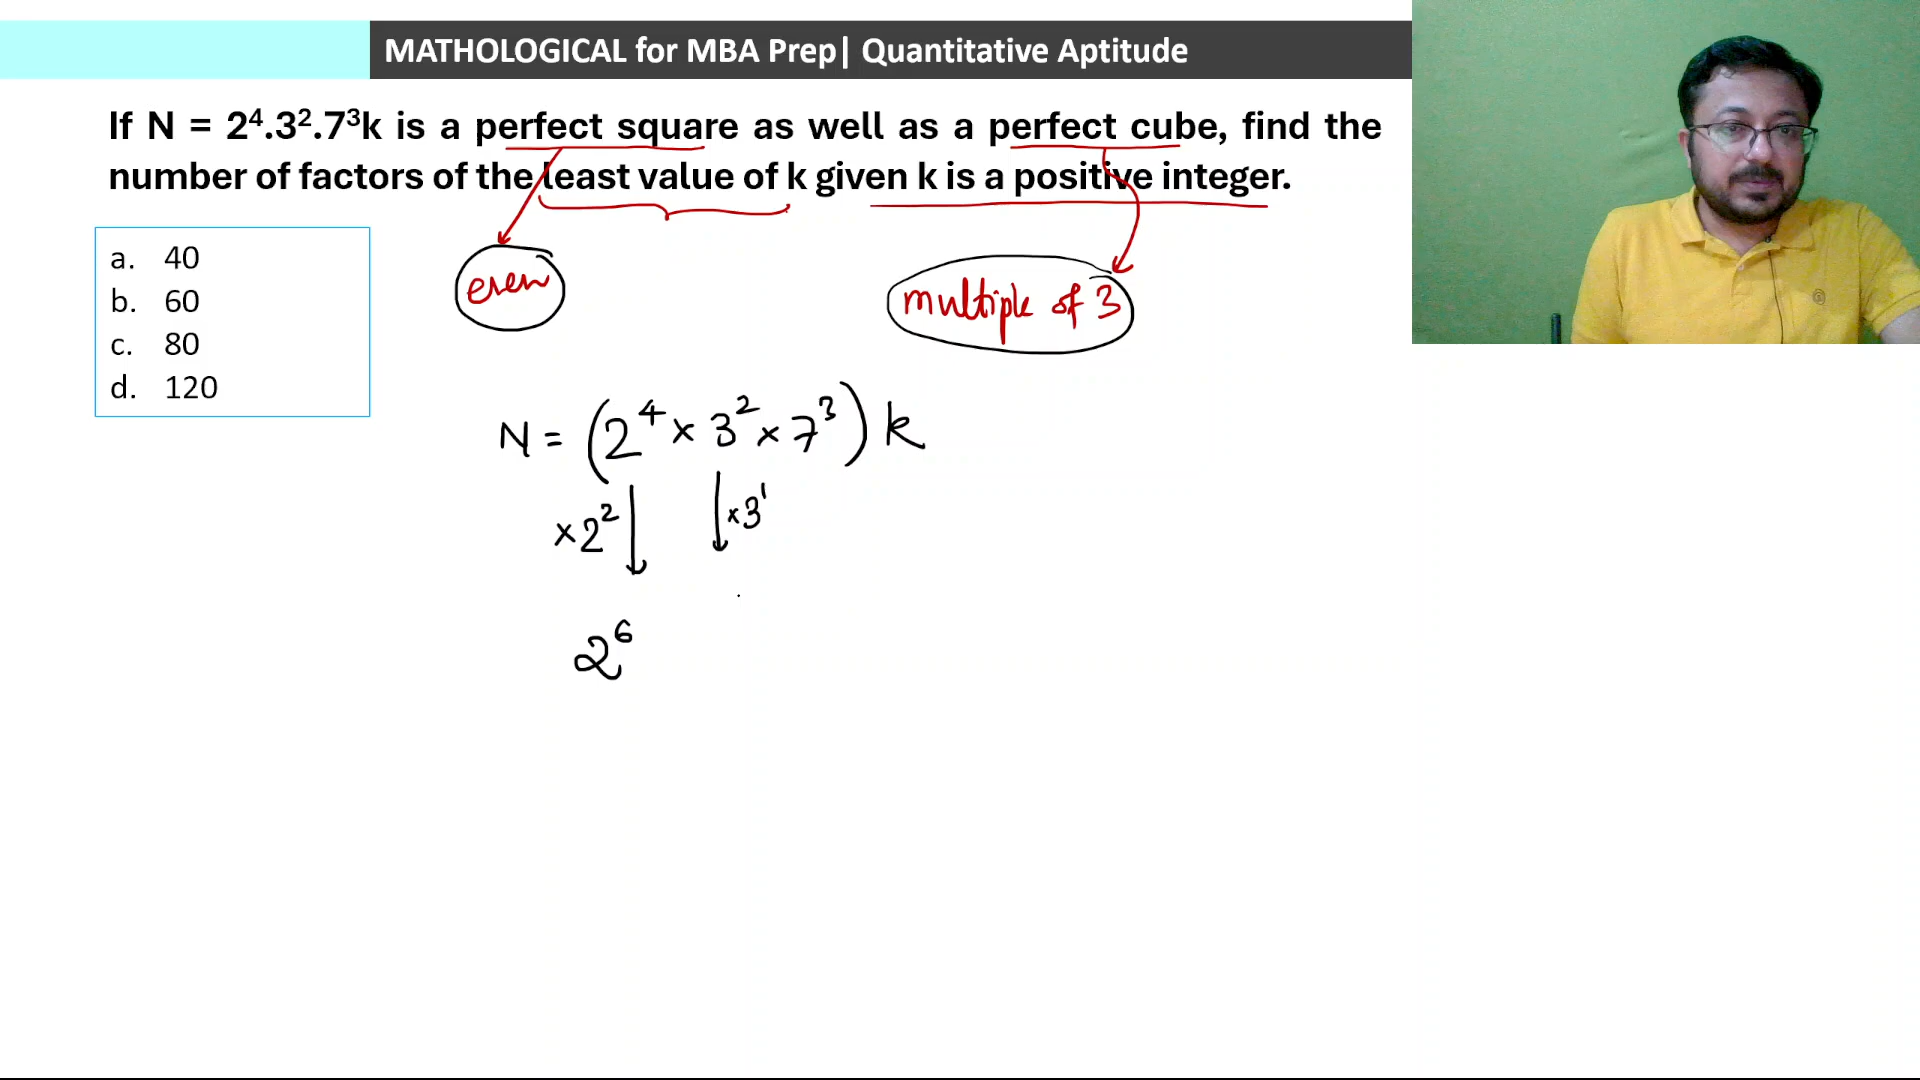 MATHOLOGICAL for MBA Prep| Quantitative Aptitude
If N = 2⁴.3².7³k is a perfect square as well as a perfect cube, find the
number of factors of the least value of k given k is a positive integer.
a. 40
b. 60
c. 80
d. 120
even
multiple of 3
N = (2⁴ × 3² × 7³) k
×2² ×3¹
2⁶